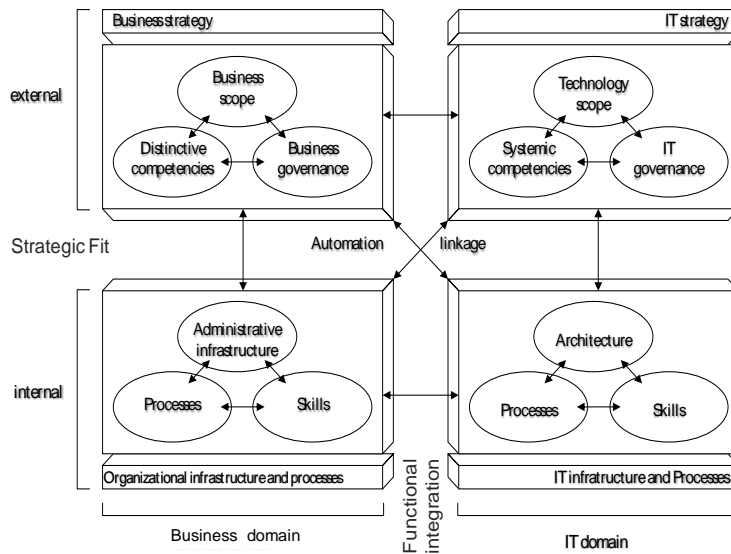 Business strategy
IT strategy
external
Business
scope
Distinctive
competencies
Business
governance
Technology
scope
Systemic
competencies
IT
governance
Strategic Fit
Automation
linkage
internal
Administrative
infrastructure
Processes
Skills
Architecture
Processes
Skills
Organizational infrastructure and processes
IT infratructure and Processes
Functional
integration
Business domain
IT domain